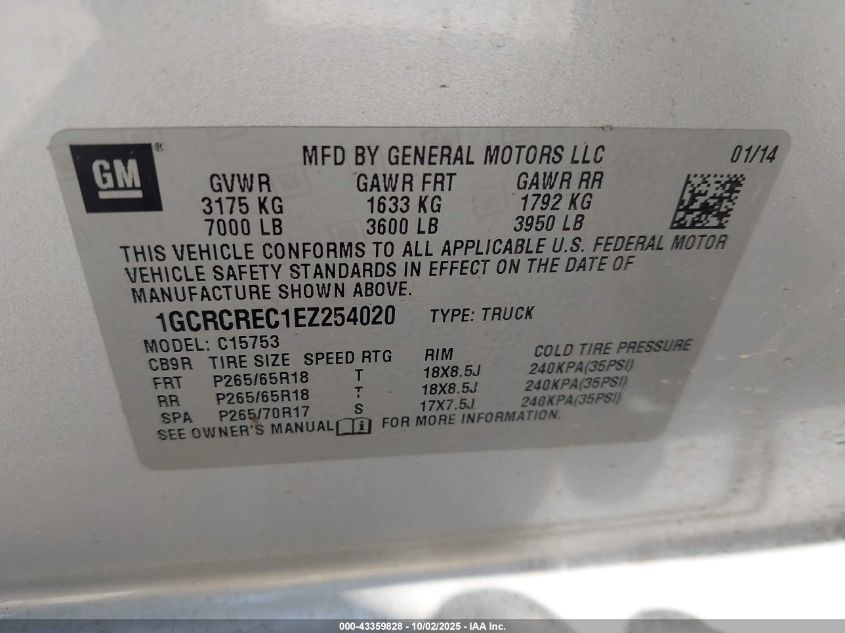 GM ®
MFD BY GENERAL MOTORS LLC 01/14
GVWR GAWR FRT GAWR RR
3175 KG 1633 KG 1792 KG
7000 LB 3600 LB 3950 LB
THIS VEHICLE CONFORMS TO ALL APPLICABLE U.S. FEDERAL MOTOR
VEHICLE SAFETY STANDARDS IN EFFECT ON THE DATE OF
MANUFACTURE SHOWN ABOVE.
1GCRCREC1EZ254020 TYPE: TRUCK
MODEL: C15753
CB9R TIRE SIZE SPEED RTG RIM COLD TIRE PRESSURE
FRT P265/65R18 T 18X8.5J 240KPA(35PSI)
RR P265/65R18 T 18X8.5J 240KPA(35PSI)
SPA P265/70R17 S 17X7.5J 240KPA(35PSI)
SEE OWNER'S MANUAL i FOR MORE INFORMATION.
000-43359828 - 10/02/2025 - IAA Inc.